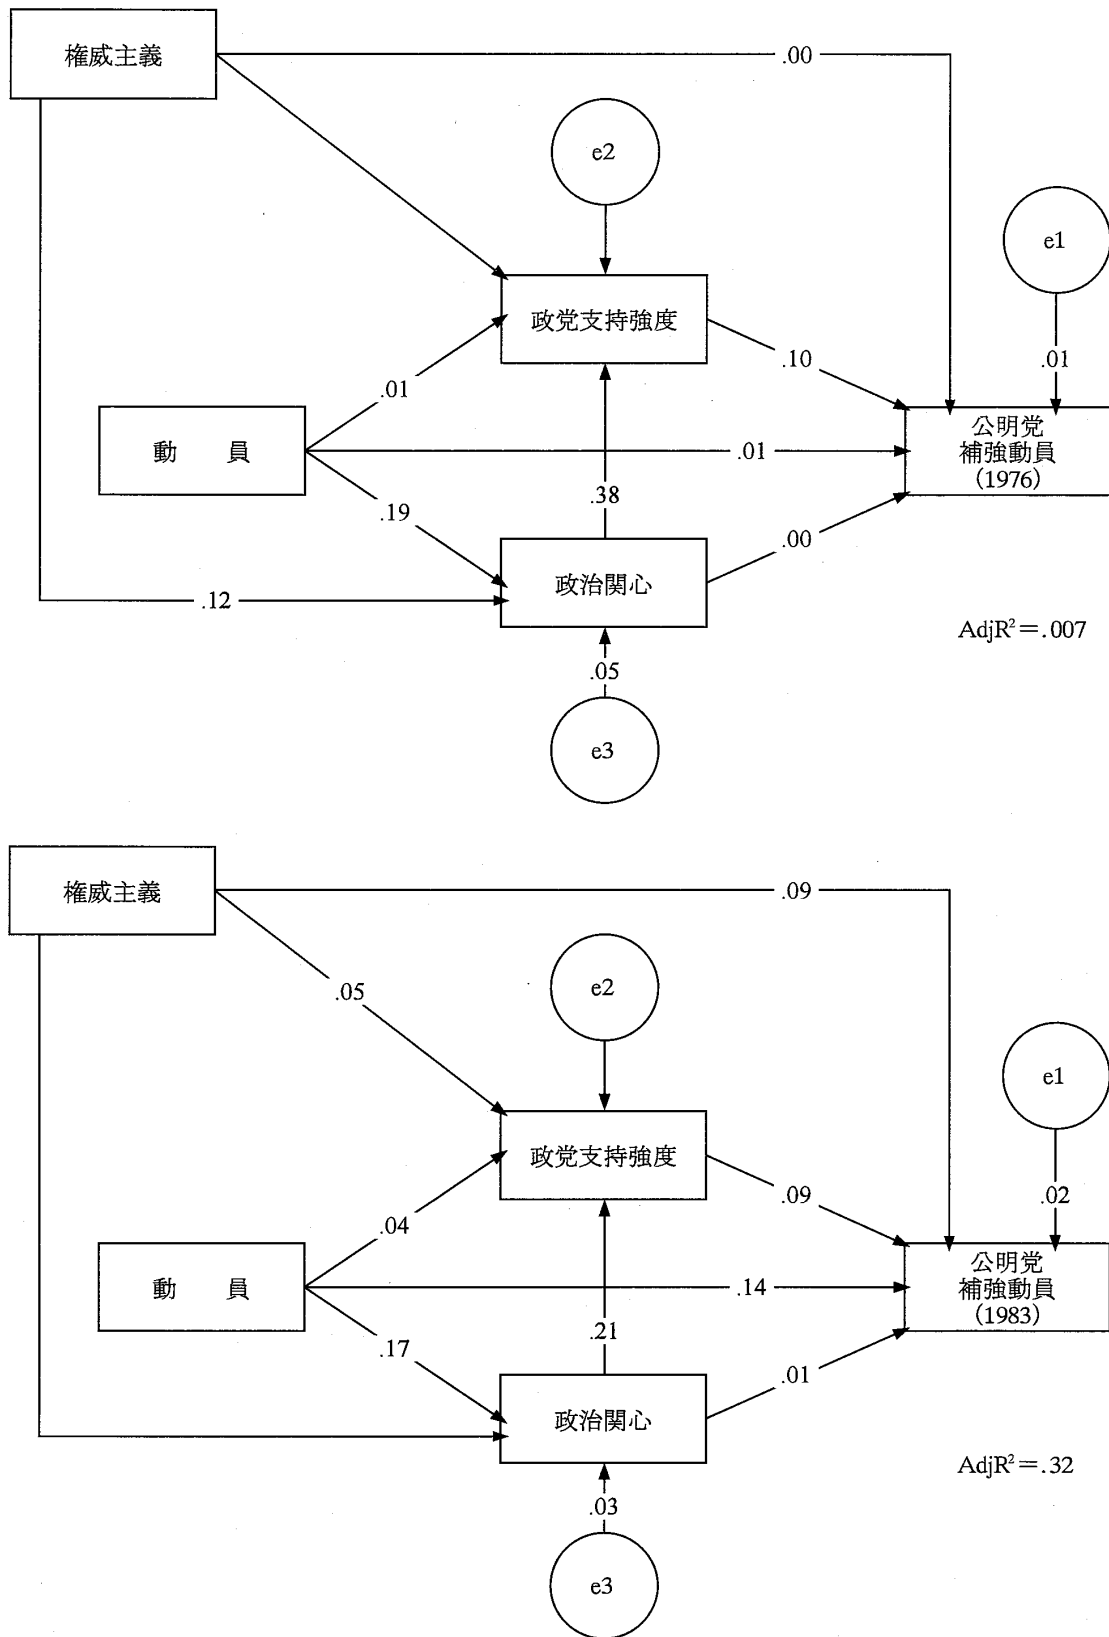 権威主義
.00
e2
e1
政党支持強度
.10
.01
.01
動 員
.01
公明党
補強動員
(1976)
.38
.19
.00
政治関心
.12
AdjR²=.007
.05
e3
権威主義
.09
.05
e2
e1
政党支持強度
.09
.02
.04
動 員
.14
公明党
補強動員
(1983)
.21
.17
.01
政治関心
AdjR²=.32
.03
e3